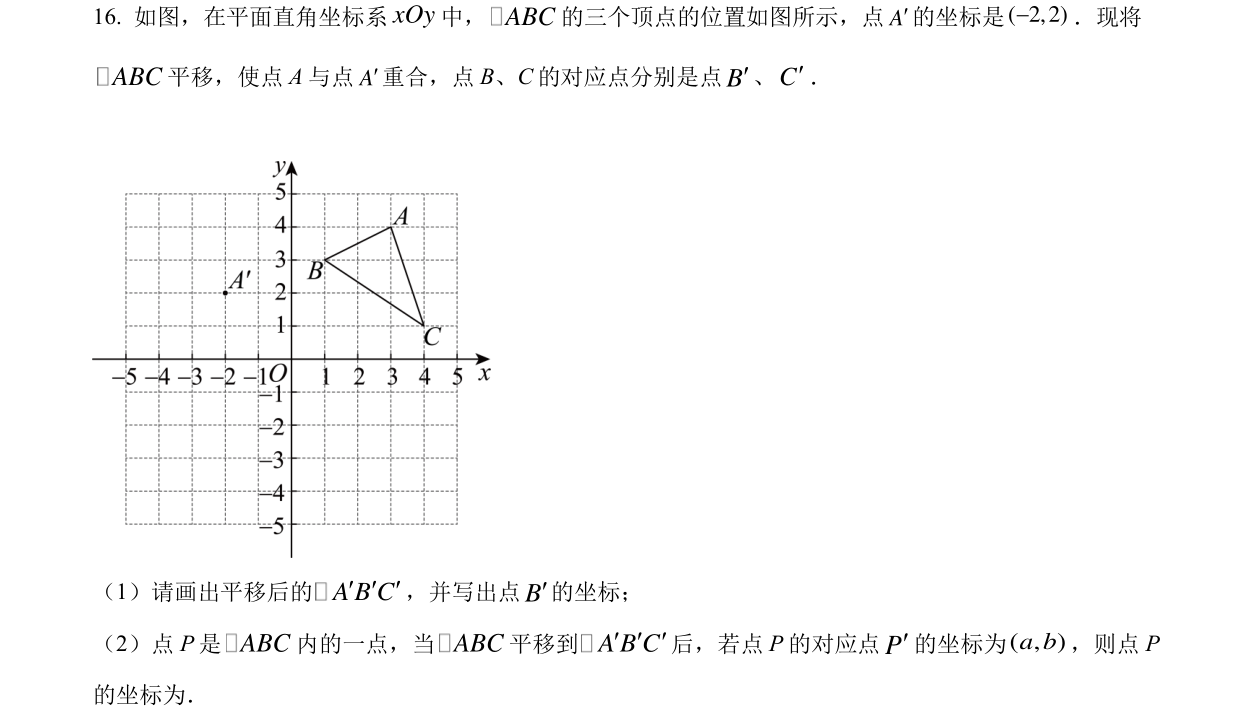 16. 如图，在平面直角坐标系 xOy 中，□ABC 的三个顶点的位置如图所示，点 A′ 的坐标是 (−2,2)．现将
□ABC 平移，使点 A 与点 A′ 重合，点 B、C 的对应点分别是点 B′、C′．
y
5
4
A
3
B
A′
2
1
C
−5 −4 −3 −2 −1 O 1 2 3 4 5 x
−1
−2
−3
−4
−5
（1）请画出平移后的□A′B′C′，并写出点 B′ 的坐标；
（2）点 P 是□ABC 内的一点，当□ABC 平移到□A′B′C′ 后，若点 P 的对应点 P′ 的坐标为 (a,b)，则点 P
的坐标为.